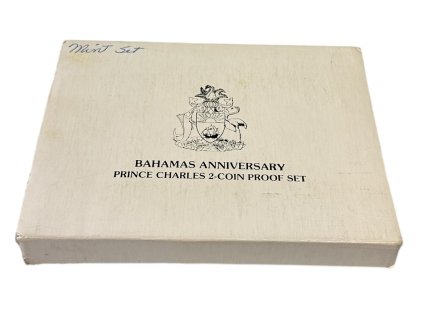 Mint Set
BAHAMAS ANNIVERSARY
PRINCE CHARLES 2-COIN PROOF SET